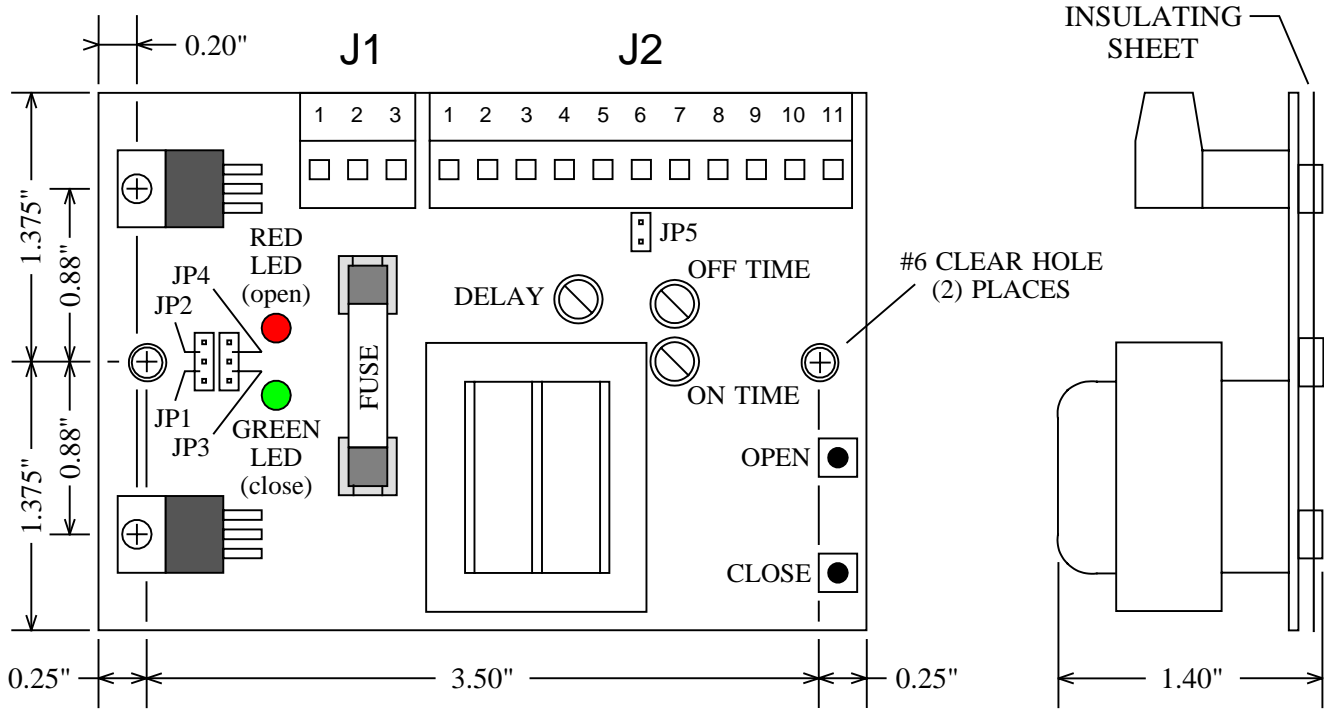 INSULATING
SHEET
0.20"
J1
J2
1 2 3
1 2 3 4 5 6 7 8 9 10 11
1.375"
0.88"
RED
LED
(open)
JP5
JP4
JP2
DELAY
OFF TIME
#6 CLEAR HOLE
(2) PLACES
FUSE
ON TIME
JP1
JP3
GREEN
LED
(close)
1.375"
0.88"
OPEN
CLOSE
0.25"
3.50"
0.25"
1.40"